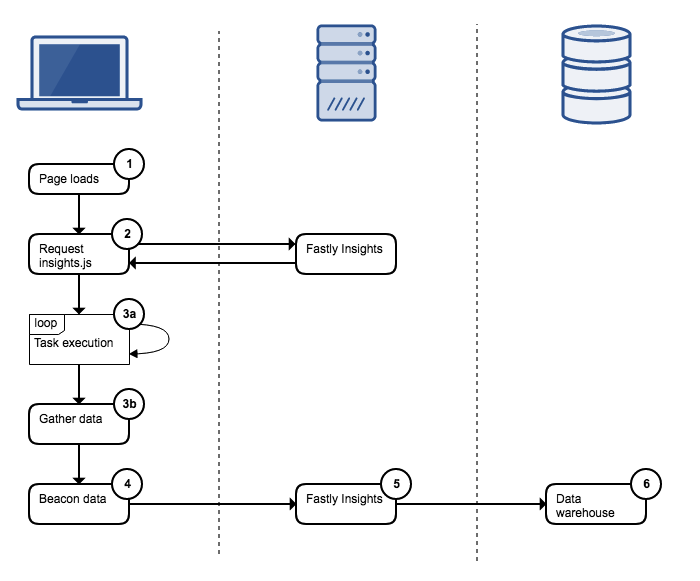 1
Page loads
2
Request
insights.js
Fastly Insights
3a
loop
Task execution
3b
Gather data
4
Beacon data
5
Fastly Insights
6
Data
warehouse